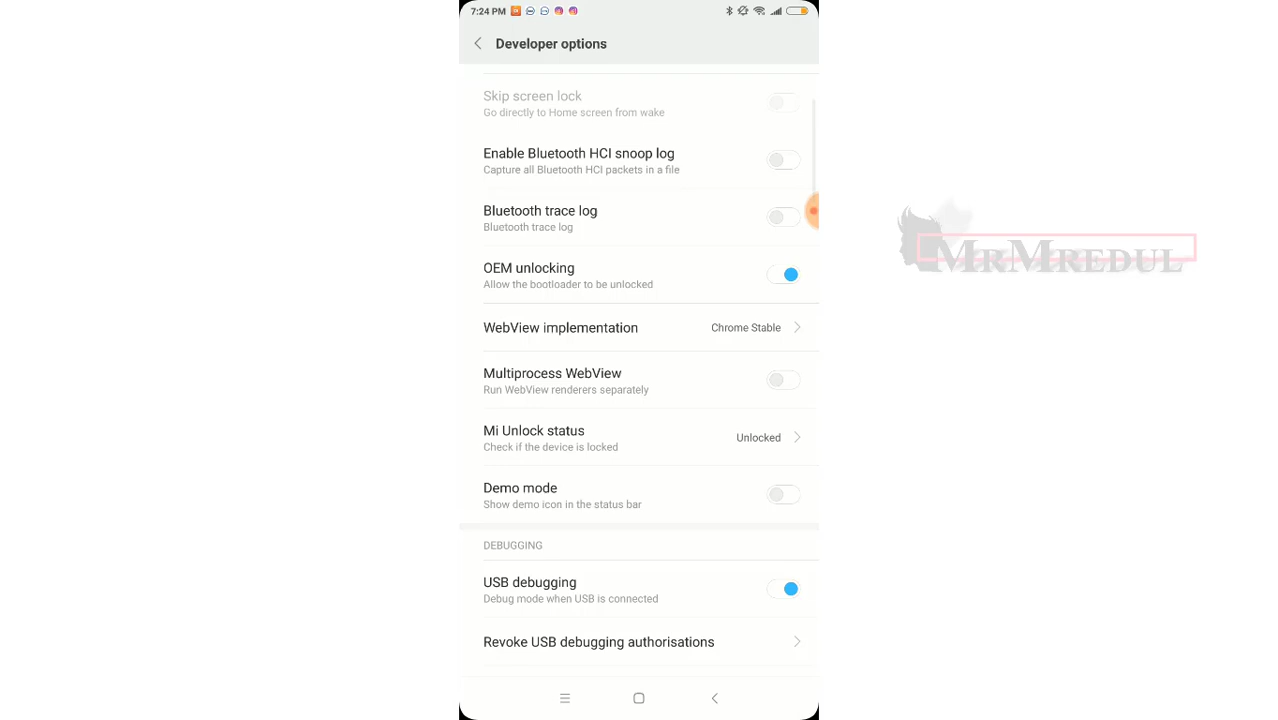 7:24 PM
Developer options
Skip screen lock
Go directly to Home screen from wake
Enable Bluetooth HCI snoop log
Capture all Bluetooth HCI packets in a file
Bluetooth trace log
Bluetooth trace log
OEM unlocking
Allow the bootloader to be unlocked
WebView implementation Chrome Stable
Multiprocess WebView
Run WebView renderers separately
Mi Unlock status Unlocked
Check if the device is locked
Demo mode
Show demo icon in the status bar
DEBUGGING
USB debugging
Debug mode when USB is connected
Revoke USB debugging authorisations
MRMREDUL